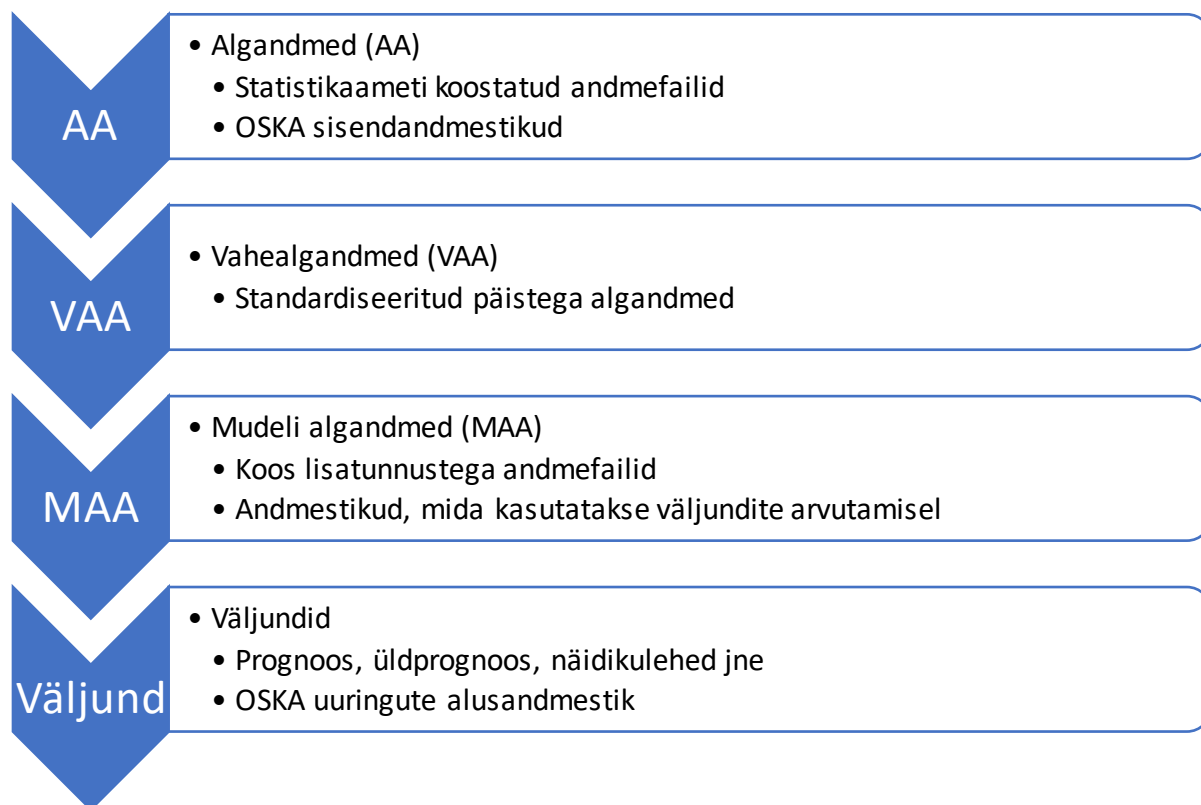 AA
• Algandmed (AA)
• Statistikaameti koostatud andmefailid
• OSKA sisendandmestikud
VAA
• Vahealgandmed (VAA)
• Standardiseeritud päistega algandmed
MAA
• Mudeli algandmed (MAA)
• Koos lisatunnustega andmefailid
• Andmestikud, mida kasutatakse väljundite arvutamisel
Väljund
• Väljundid
• Prognoos, üldprognoos, näidikulehed jne
• OSKA uuringute alusandmestik